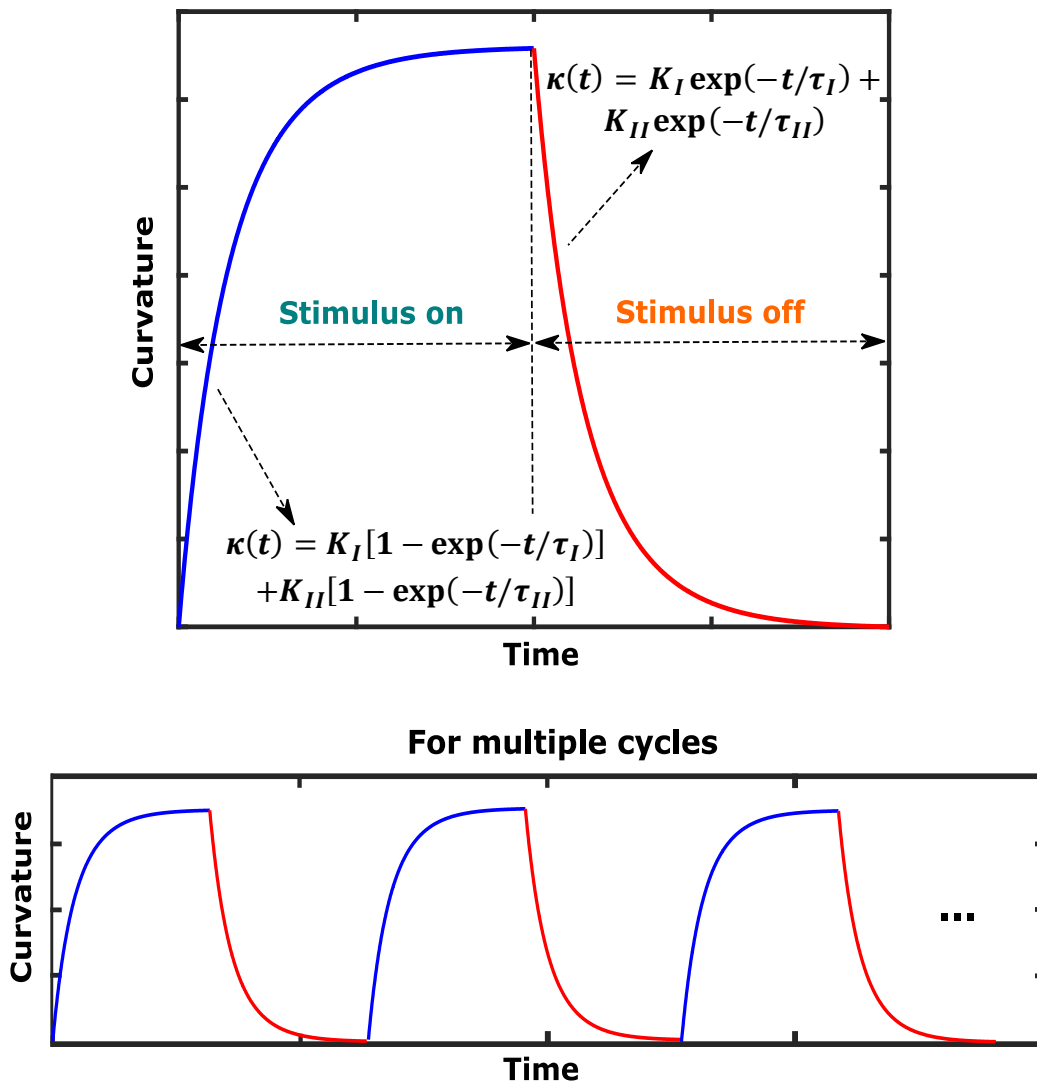 κ(t) = K_I exp(−t/τ_I) +
K_II exp(−t/τ_II)
Curvature
Stimulus on
Stimulus off
κ(t) = K_I[1 − exp(−t/τ_I)]
+K_II[1 − exp(−t/τ_II)]
Time
For multiple cycles
Curvature
...
Time